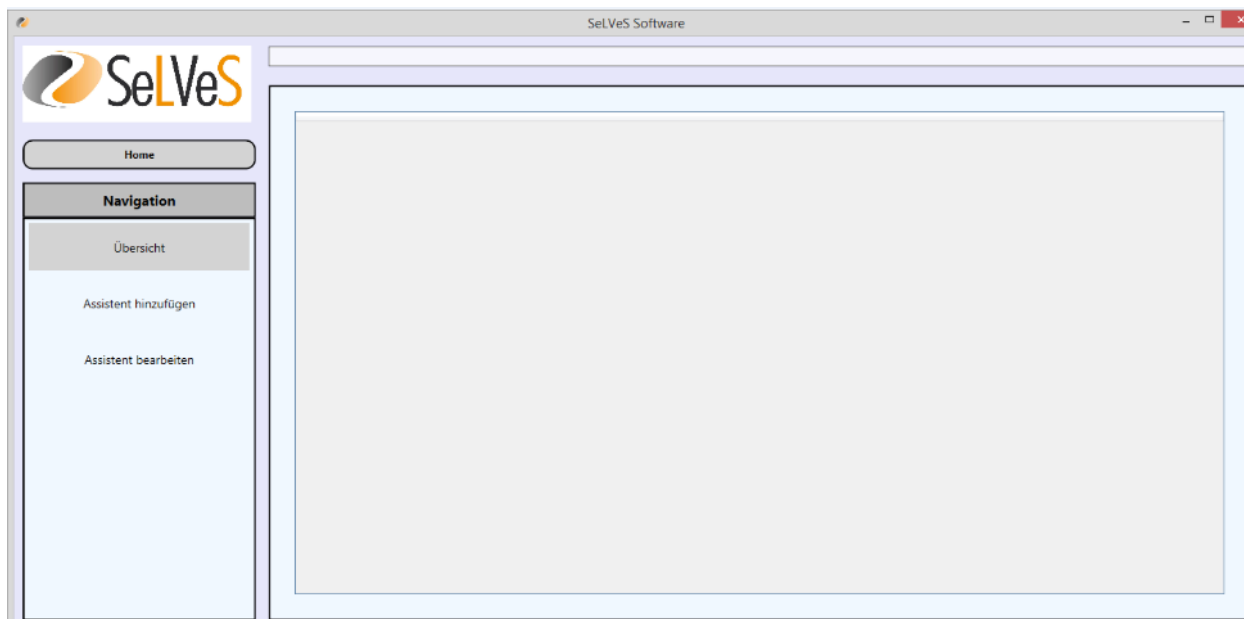 SeLVeS Software
SeLVeS
Home
Navigation
Übersicht
Assistent hinzufügen
Assistent bearbeiten